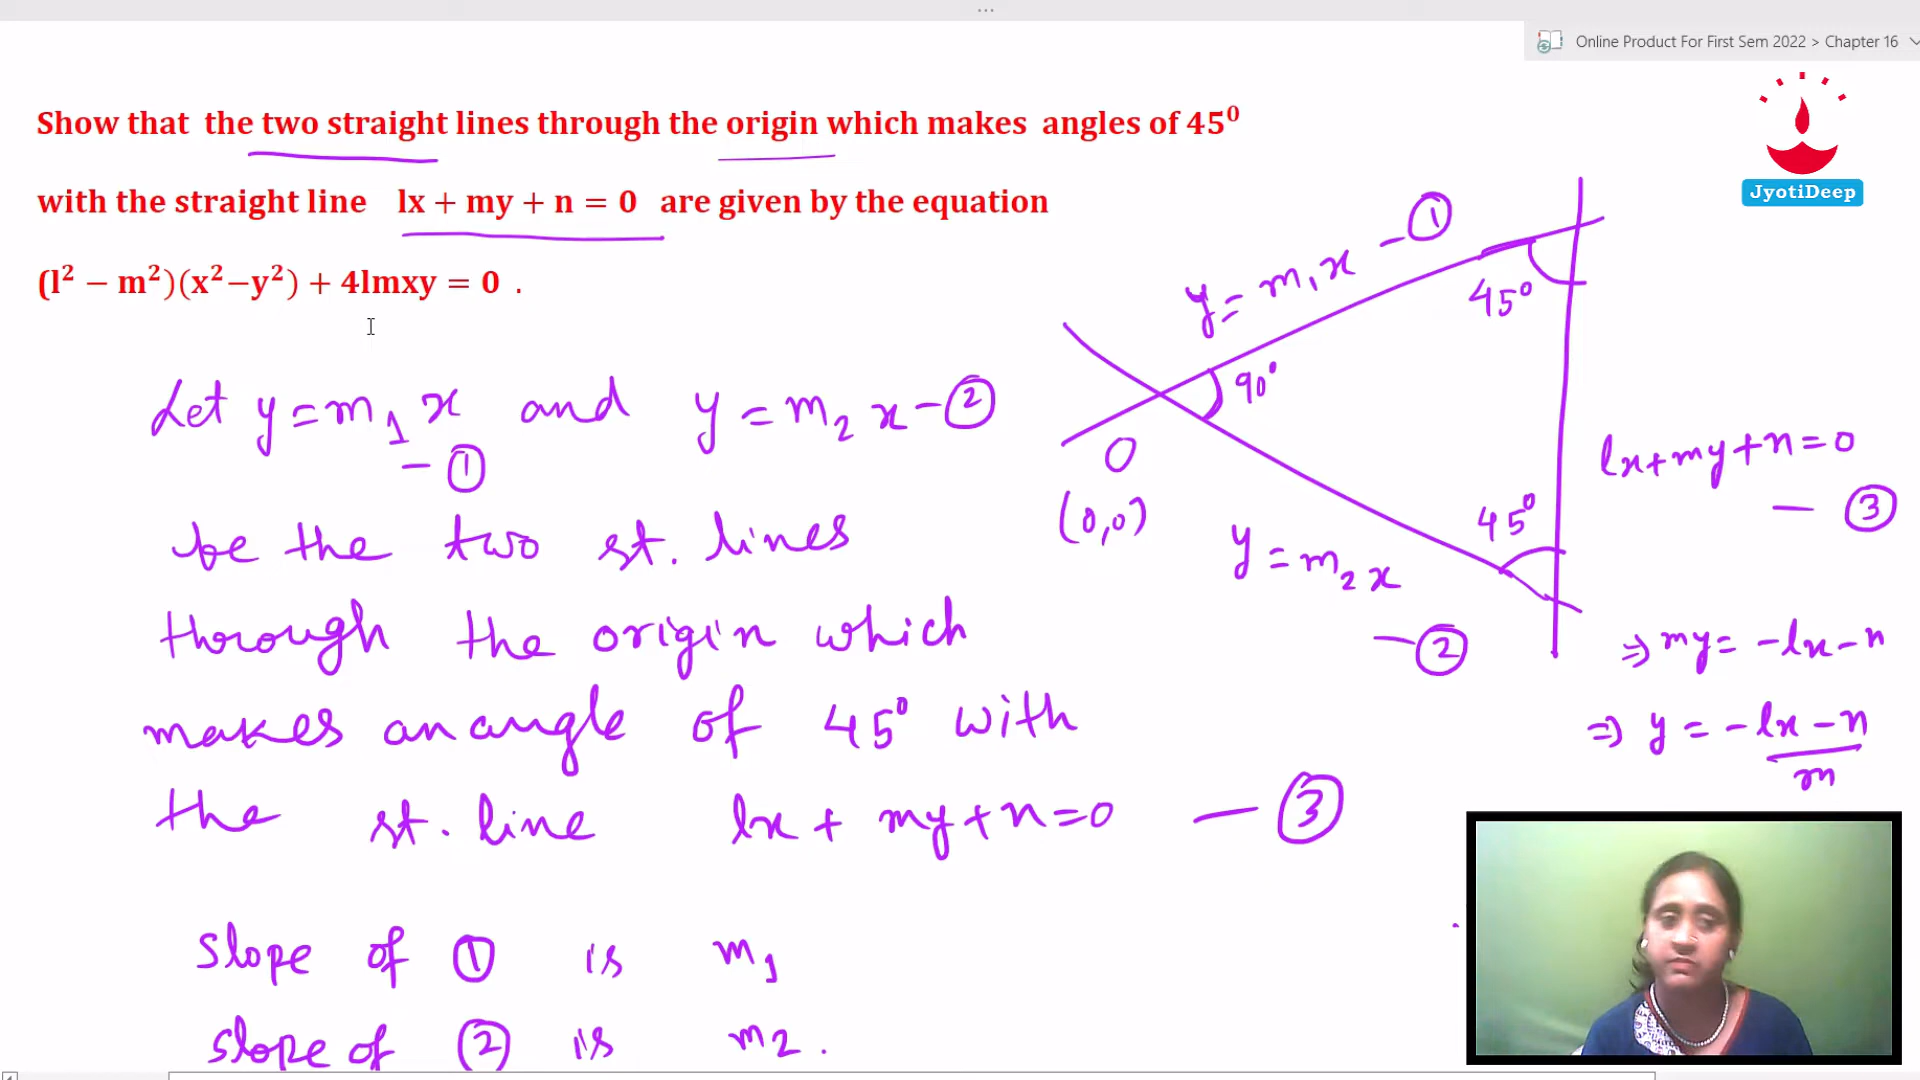 Online Product For First Sem 2022 > Chapter 16
JyotiDeep
Show that the two straight lines through the origin which makes angles of 45⁰
with the straight line lx + my + n = 0 are given by the equation
(l² − m²)(x²−y²) + 4lmxy = 0 .
Let y=m₁x and y=m₂x - ②
- ①
be the two st. lines
through the origin which
makes an angle of 45⁰ with
the st. line lx + my+n=0 — ③
slope of ① is m₁
slope of ② is m₂.
y= m₁x - ①
45⁰
90⁰
O
(0,0)
45⁰
y = m₂x
- ②
lx+my+n=0
— ③
⇒ my= -lx-n
⇒ y = -lx-n
m